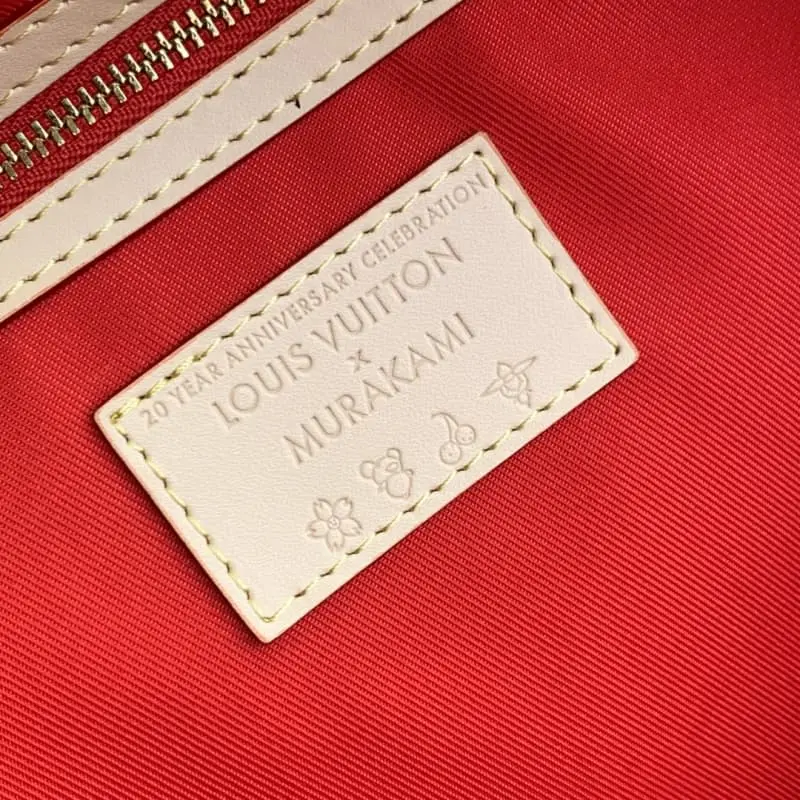 20 YEAR ANNIVERSARY CELEBRATION
LOUIS VUITTON
x
MURAKAMI